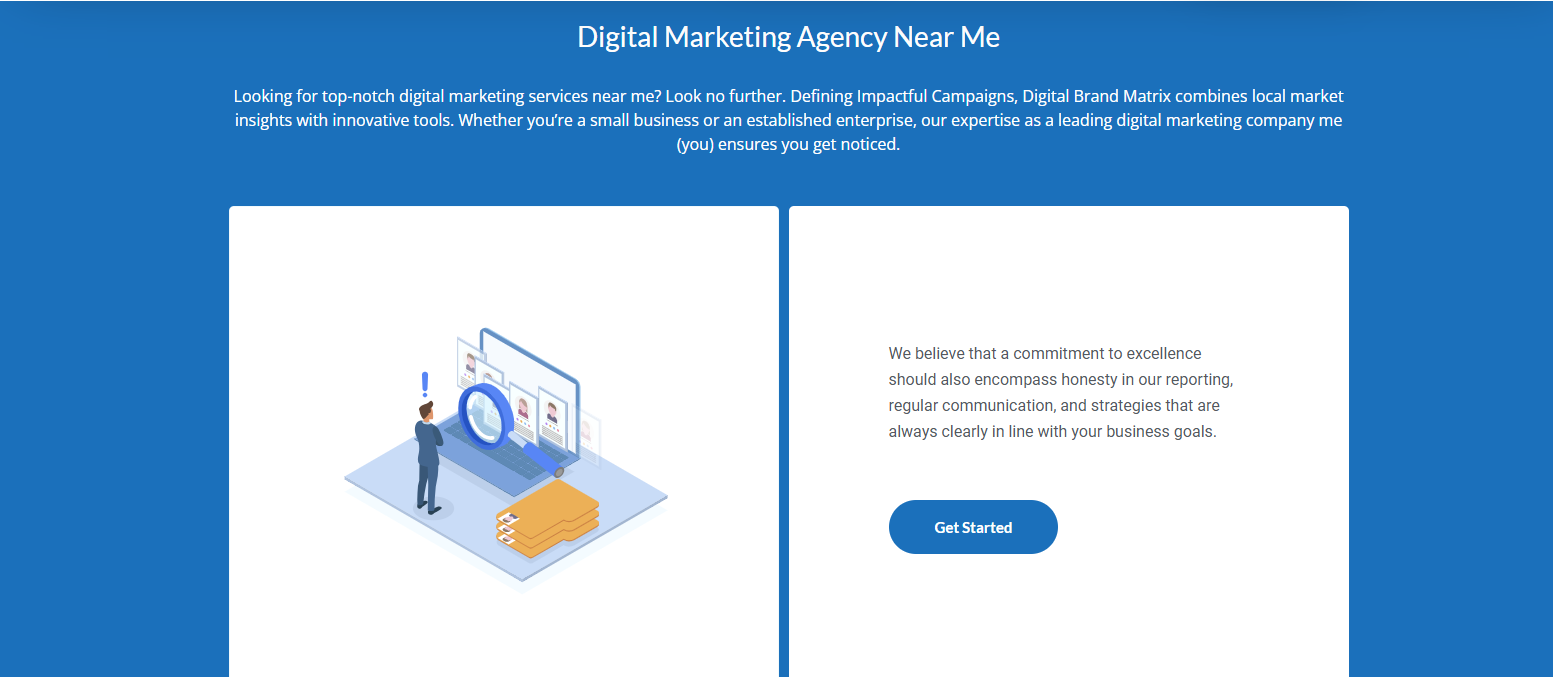 Digital Marketing Agency Near Me
Looking for top-notch digital marketing services near me? Look no further. Defining Impactful Campaigns, Digital Brand Matrix combines local market
insights with innovative tools. Whether you’re a small business or an established enterprise, our expertise as a leading digital marketing company me
(you) ensures you get noticed.
We believe that a commitment to excellence
should also encompass honesty in our reporting,
regular communication, and strategies that are
always clearly in line with your business goals.
Get Started